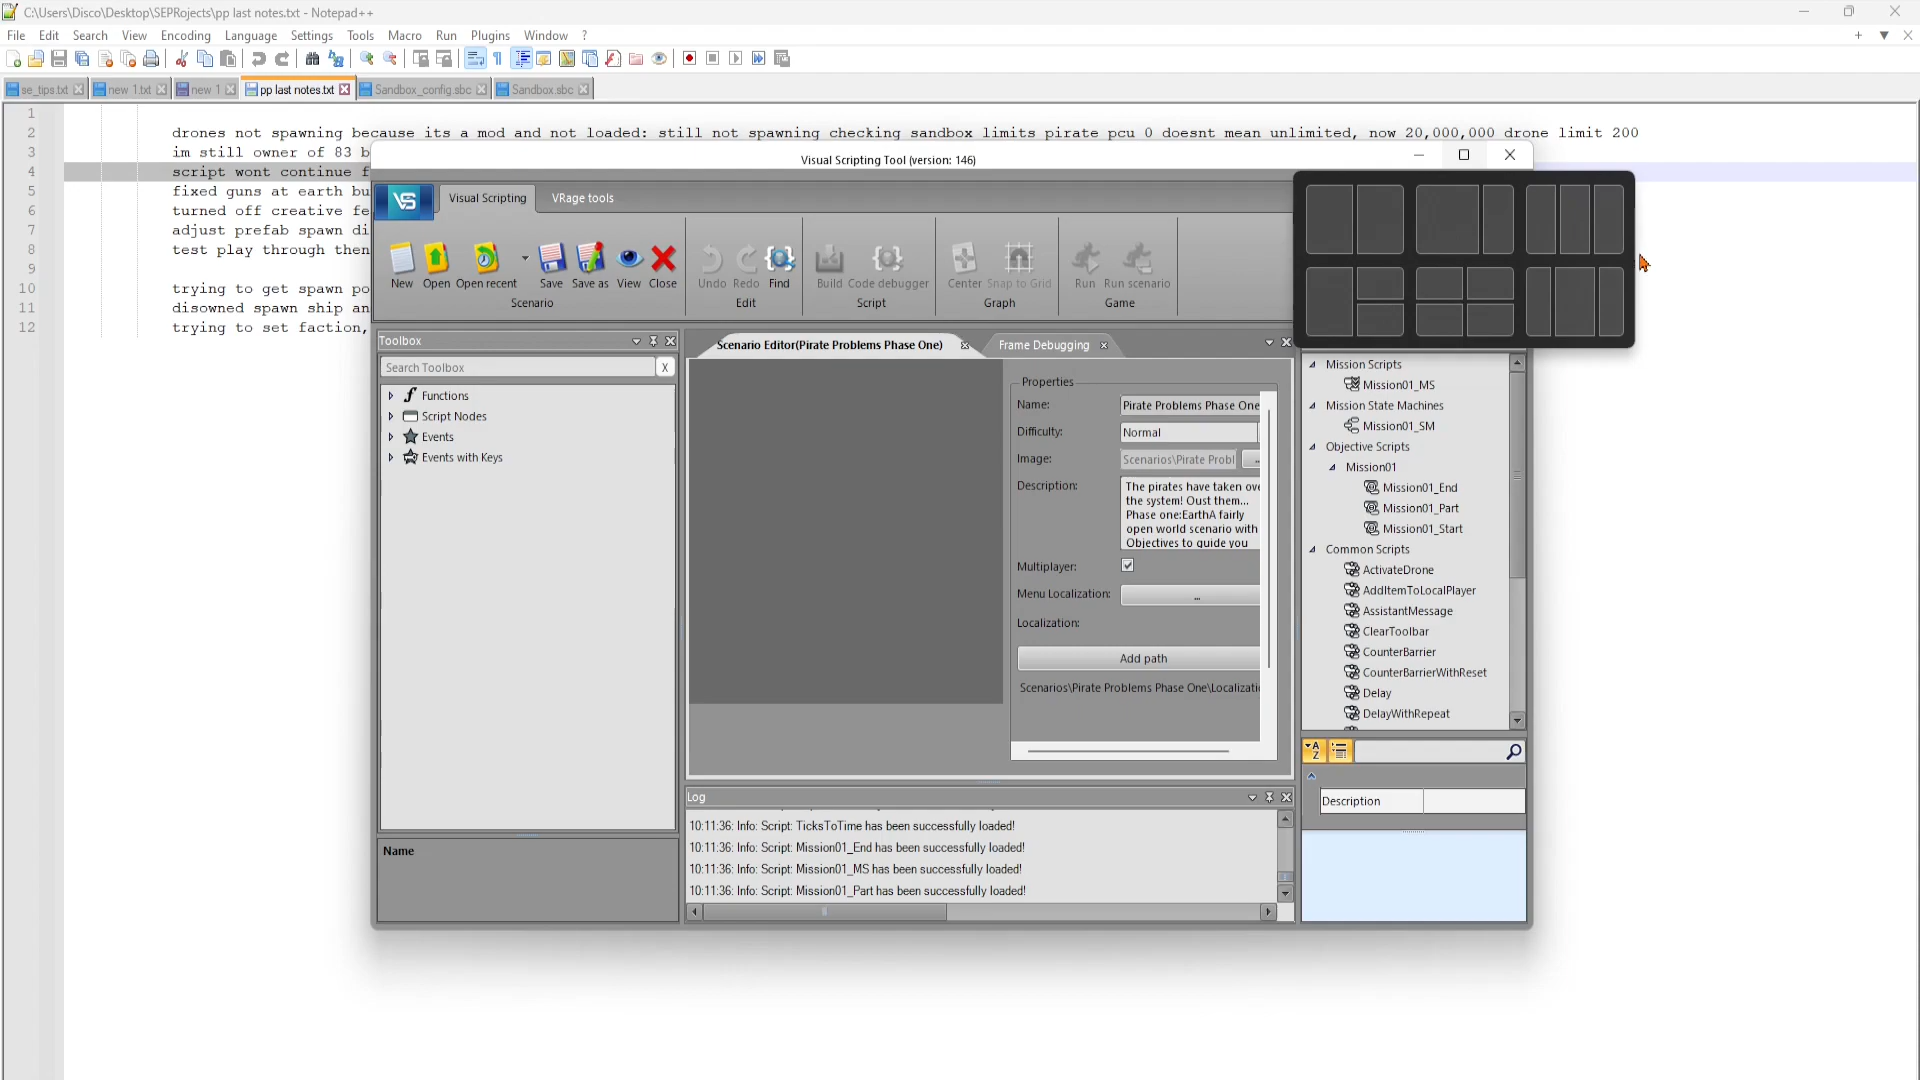 C:\Users\Disco\Desktop\SEPRojects\pp last notes.txt - Notepad++
File Edit Search View Encoding Language Settings Tools Macro Run Plugins Window ?
se_tips.txt new 1.txt new 1 pp last notes.txt Sandbox_config.sbc Sandbox.sbc
1
2 drones not spawning because its a mod and not loaded: still not spawning checking sandbox limits pirate pcu 0 doesnt mean unlimited, now 20,000,000 drone limit 200
3 im still owner of 83 b
4 script wont continue f
5 fixed guns at earth bu
6 turned off creative fe
7 adjust prefab spawn di
8 test play through then
9
10 trying to get spawn po
11 disowned spawn ship an
12 trying to set faction,
Visual Scripting Tool (version: 146)
VS Visual Scripting VRage tools
New Open Open recent Save Save as View Close
Scenario
Undo Redo Find
Edit
Build Code debugger
Script
Center Snap to Grid
Graph
Run Run scenario
Game
Toolbox
Search Toolbox X
Functions
Script Nodes
Events
Events with Keys
Name
Scenario Editor(Pirate Problems Phase One) Frame Debugging
Properties
Name: Pirate Problems Phase One
Difficulty: Normal
Image: Scenarios\Pirate Probl
Description: The pirates have taken ove
the system! Oust them...
Phase one:EarthA fairly
open world scenario with
Objectives to guide you
Multiplayer:
Menu Localization: ...
Localization:
Add path
Scenarios\Pirate Problems Phase One\Localizati
Log
10:11:36: Info: Script: TicksToTime has been successfully loaded!
10:11:36: Info: Script: Mission01_End has been successfully loaded!
10:11:36: Info: Script: Mission01_MS has been successfully loaded!
10:11:36: Info: Script: Mission01_Part has been successfully loaded!
Mission Scripts
Mission01_MS
Mission State Machines
Mission01_SM
Objective Scripts
Mission01
Mission01_End
Mission01_Part
Mission01_Start
Common Scripts
ActivateDrone
AddItemToLocalPlayer
AssistantMessage
ClearToolbar
CounterBarrier
CounterBarrierWithReset
Delay
DelayWithRepeat
Description